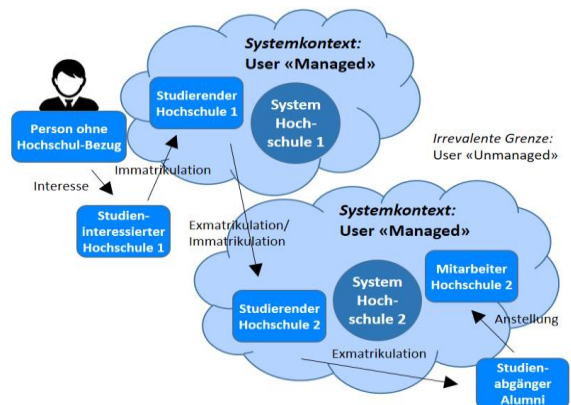 Systemkontext:
User «Managed»
Studierender
Hochschule 1
System
Hoch-
schule 1
Person ohne
Hochschul-Bezug
Irrevalente Grenze:
User «Unmanaged»
Immatrikulation
Interesse
Studien-
interessierter
Hochschule 1
Exmatrikulation/
Immatrikulation
Systemkontext:
User «Managed»
System
Hoch-
schule 2
Mitarbeiter
Hochschule 2
Studierender
Hochschule 2
Anstellung
Exmatrikulation
Studien-
abgänger
Alumni